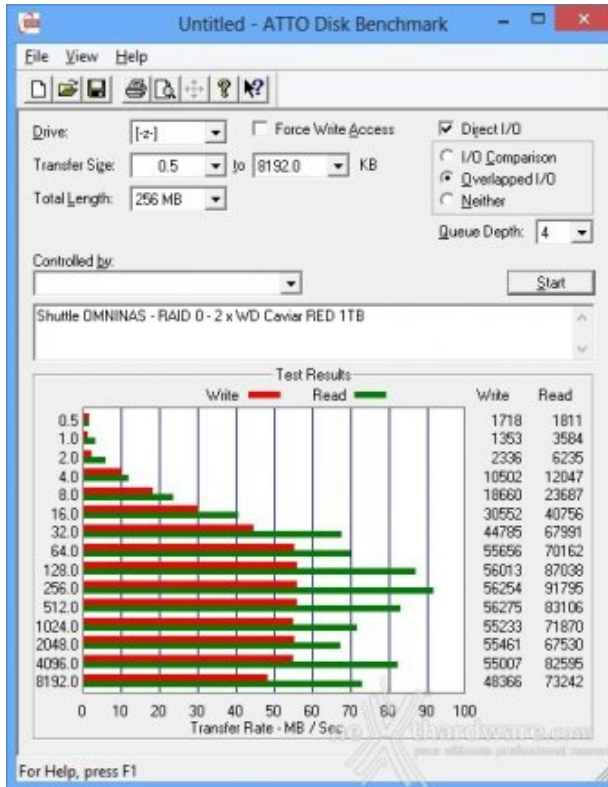 Untitled - ATTO Disk Benchmark
File View Help
Drive: [-z-] Force Write Access Direct I/O
Transfer Size: 0.5 to 8192.0 KB I/O Comparison
Overlapped I/O
Total Length: 256 MB Neither
Queue Depth: 4
Controlled by:
Start
Shuttle OMNINAS - RAID 0 - 2 x WD Caviar RED 1TB
Test Results
Write Read Write Read
0.5 1718 1811
1.0 1353 3584
2.0 2336 6235
4.0 10502 12047
8.0 18660 23687
16.0 30552 40756
32.0 44785 67991
64.0 55656 70162
128.0 56013 87038
256.0 56254 91795
512.0 56275 83106
1024.0 55233 71870
2048.0 55461 67530
4096.0 55007 82595
8192.0 48366 73242
0 10 20 30 40 50 60 70 80 90 100
Transfer Rate - MB / Sec
For Help, press F1